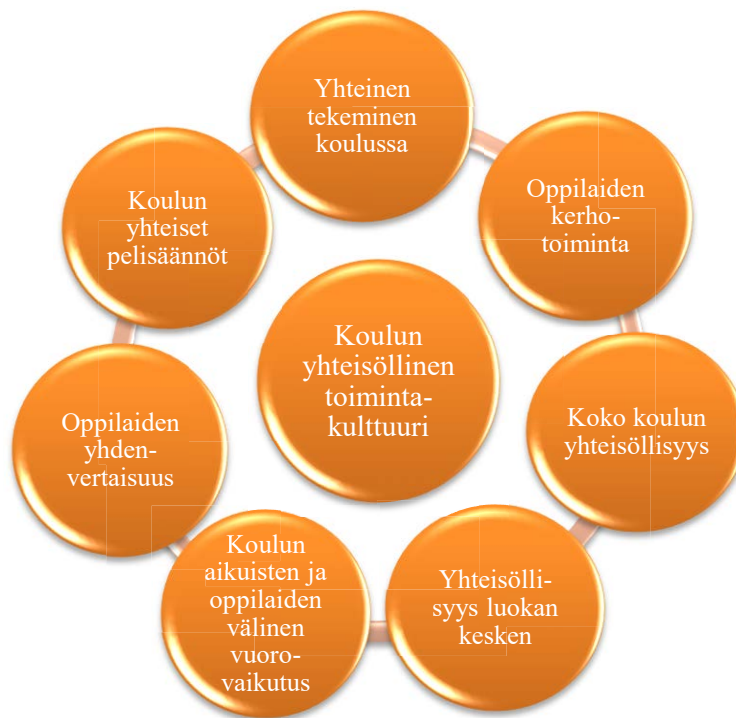 Yhteinen
tekeminen
koulussa
Oppilaiden
kerho-
toiminta
Koko koulun
yhteisöllisyys
Yhteisölli-
syys luokan
kesken
Koulun
aikuisten ja
oppilaiden
välinen
vuoro-
vaikutus
Oppilaiden
yhden-
vertaisuus
Koulun
yhteiset
pelisäännöt
Koulun
yhteisöllinen
toiminta-
kulttuuri